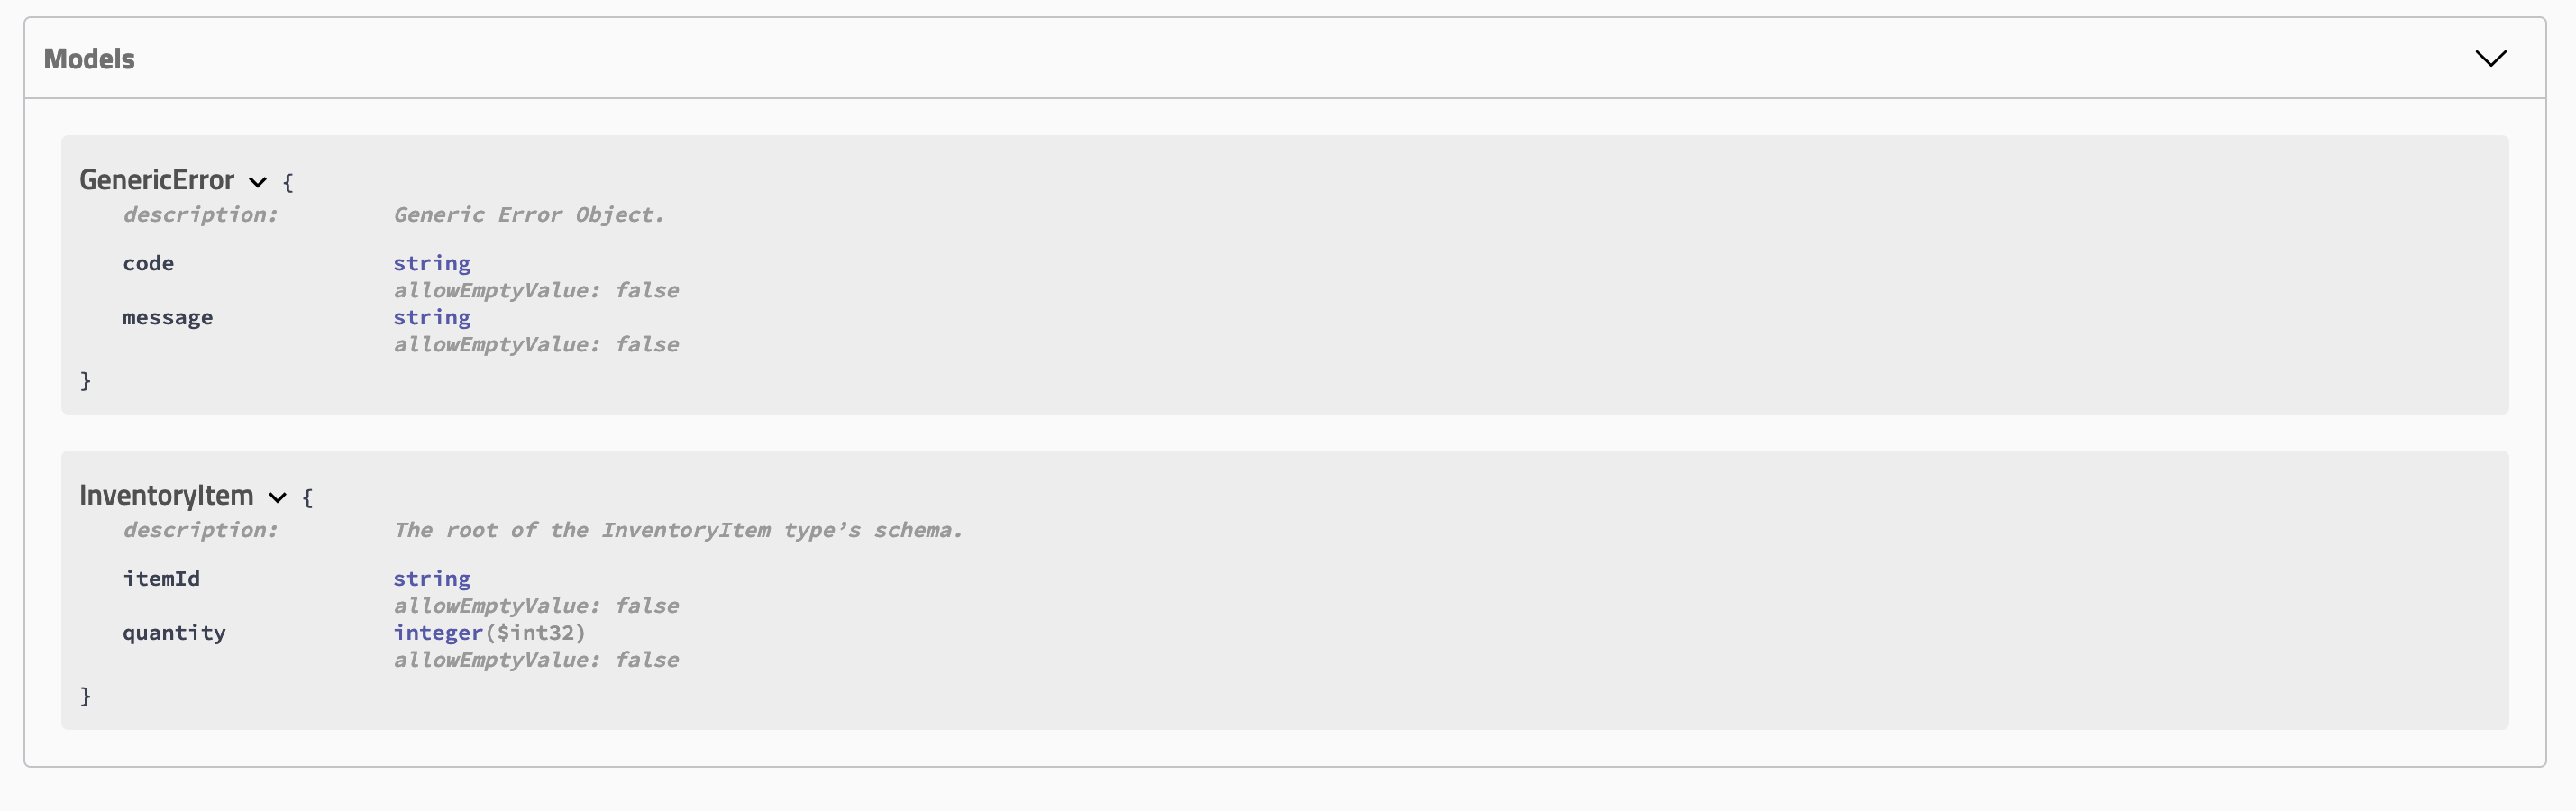 Models
GenericError {
description: Generic Error Object.
code string
allowEmptyValue: false
message string
allowEmptyValue: false
}
InventoryItem {
description: The root of the InventoryItem type’s schema.
itemId string
allowEmptyValue: false
quantity integer($int32)
allowEmptyValue: false
}